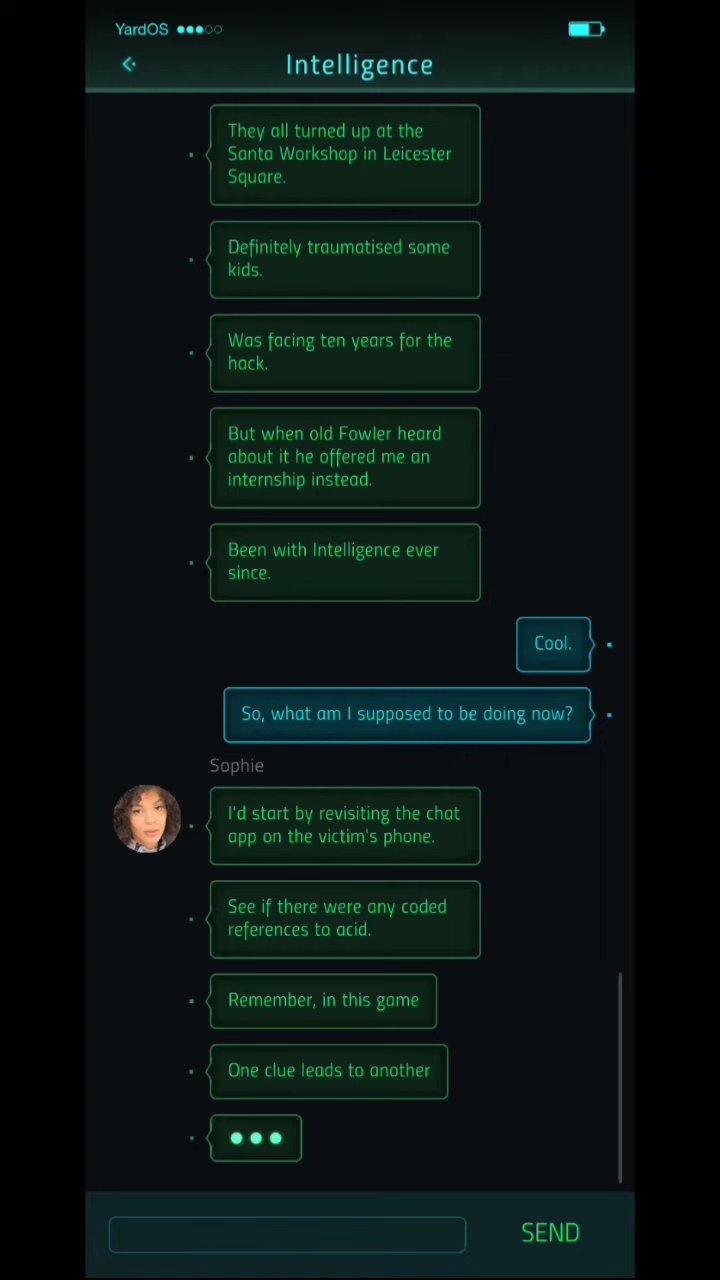 YardOS
Intelligence
They all turned up at the
Santa Workshop in Leicester
Square.
Definitely traumatised some
kids.
Was facing ten years for the
hack.
But when old Fowler heard
about it he offered me an
internship instead.
Been with Intelligence ever
since.
Cool.
So, what am I supposed to be doing now?
Sophie
I'd start by revisiting the chat
app on the victim's phone.
See if there were any coded
references to acid.
Remember, in this game
One clue leads to another
SEND